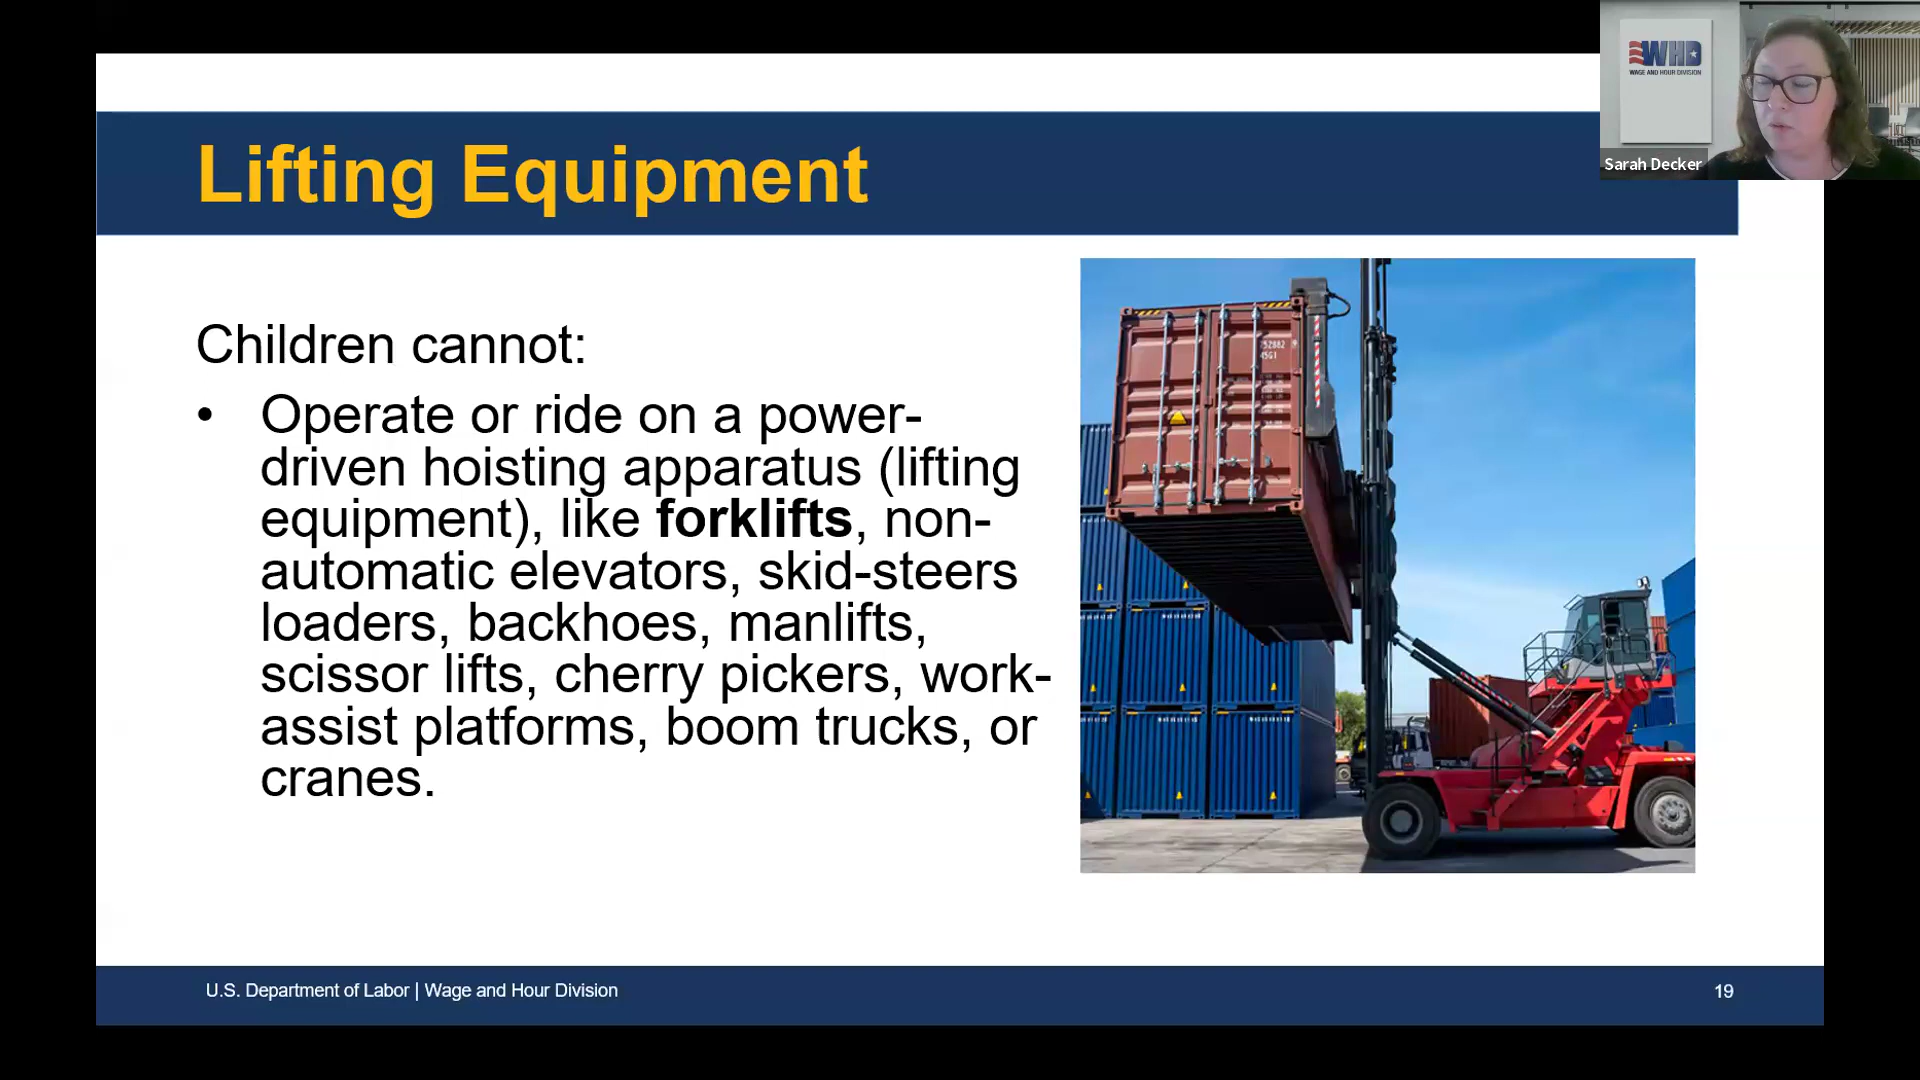 WHD
WAGE AND HOUR DIVISION
Sarah Decker
Lifting Equipment
Children cannot:
• Operate or ride on a power-
driven hoisting apparatus (lifting
equipment), like forklifts, non-
automatic elevators, skid-steers
loaders, backhoes, manlifts,
scissor lifts, cherry pickers, work-
assist platforms, boom trucks, or
cranes.
45G1
U.S. Department of Labor | Wage and Hour Division
19